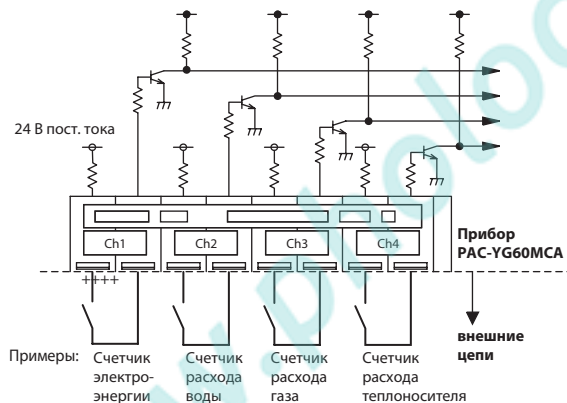 24 В пост. тока
Ch1 Ch2 Ch3 Ch4
Прибор
PAC-YG60MCA
++++
внешние
цепи
Примеры: Счетчик Счетчик Счетчик Счетчик
электро- расхода расхода расхода
энергии воды газа теплоносителя